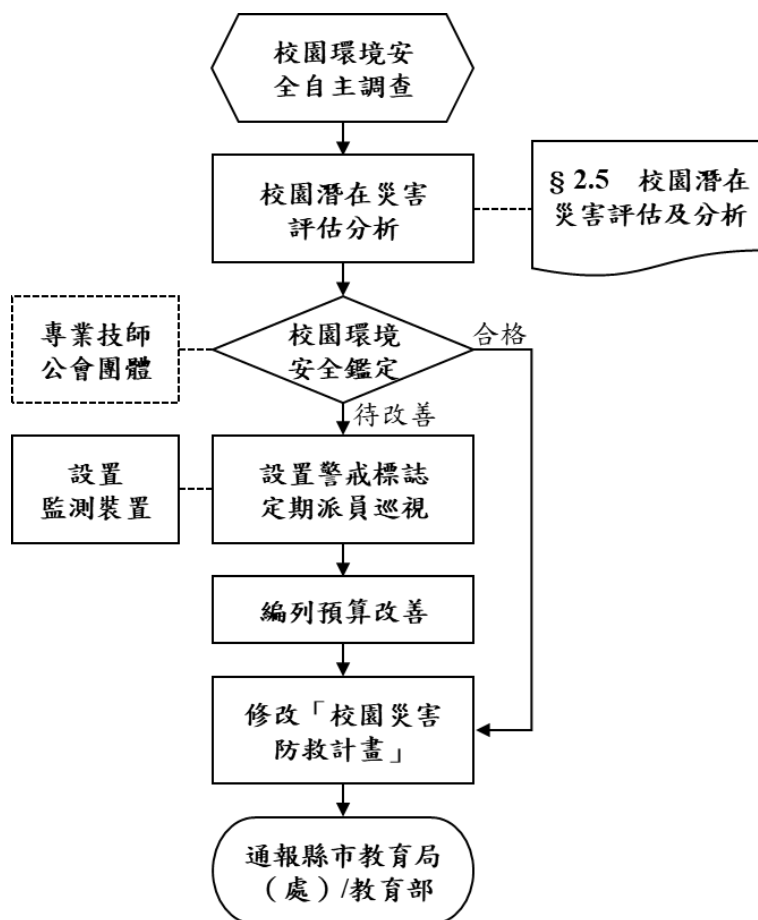 校園環境安
全自主調查
校園潛在災害
評估分析
§ 2.5 校園潛在
災害評估及分析
專業技師
公會團體
校園環境
安全鑑定
合格
待改善
設置
監測裝置
設置警戒標誌
定期派員巡視
編列預算改善
修改「校園災害
防救計畫」
通報縣市教育局
（處）/教育部